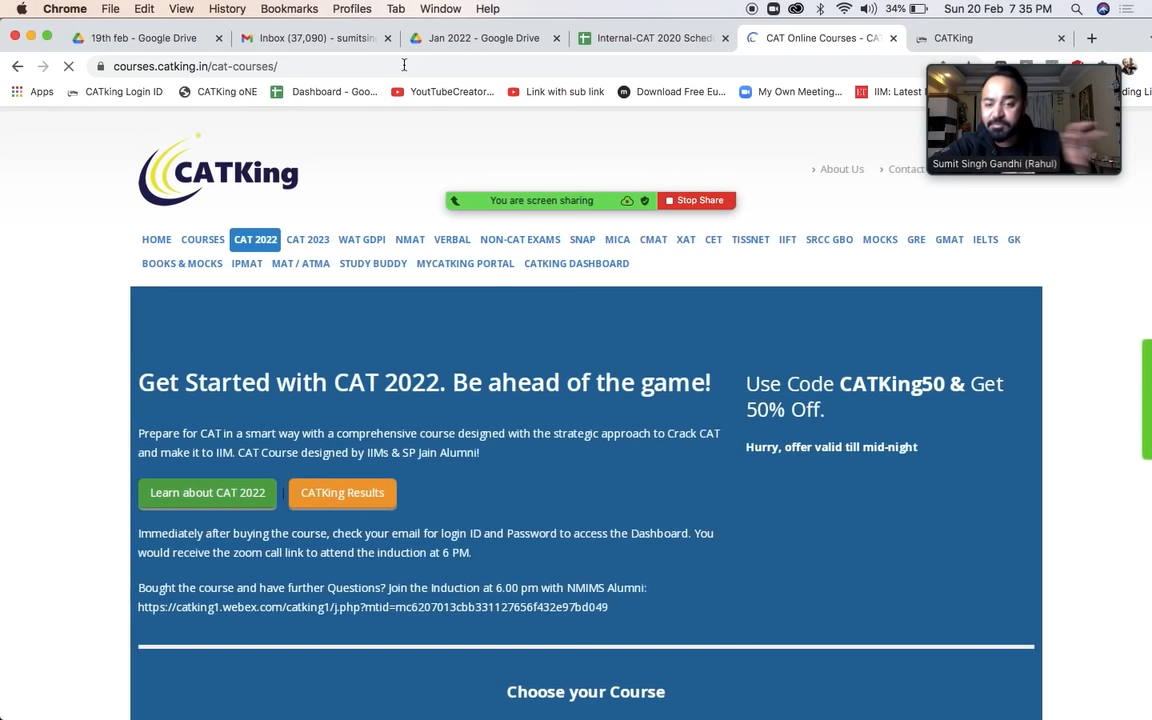 Chrome File Edit View History Bookmarks Profiles Tab Window Help 34% Sun 20 Feb 7 35 PM
19th feb - Google Drive Inbox (37,090) - sumitsin Jan 2022 - Google Drive Internal-CAT 2020 Sched CAT Online Courses - CA CATKing
courses.catking.in/cat-courses/
Apps CATking Login ID CATKing oNE Dashboard - Goo... YouTubeCreator... Link with sub link Download Free Eu... My Own Meeting... IIM: Latest
Sumit Singh Gandhi (Rahul)
CATKing
About Us Contact
You are screen sharing Stop Share
HOME COURSES CAT 2022 CAT 2023 WAT GDPI NMAT VERBAL NON-CAT EXAMS SNAP MICA CMAT XAT CET TISSNET IIFT SRCC GBO MOCKS GRE GMAT IELTS GK
BOOKS & MOCKS IPMAT MAT / ATMA STUDY BUDDY MYCATKING PORTAL CATKING DASHBOARD
Get Started with CAT 2022. Be ahead of the game!
Use Code CATKing50 & Get
50% Off.
Prepare for CAT in a smart way with a comprehensive course designed with the strategic approach to Crack CAT
and make it to IIM. CAT Course designed by IIMs & SP Jain Alumni!
Hurry, offer valid till mid-night
Learn about CAT 2022 | CATKing Results
Immediately after buying the course, check your email for login ID and Password to access the Dashboard. You
would receive the zoom call link to attend the induction at 6 PM.
Bought the course and have further Questions? Join the Induction at 6.00 pm with NMIMS Alumni:
https://catking1.webex.com/catking1/j.php?mtid=mc6207013cbb331127656f432e97bd049
Choose your Course